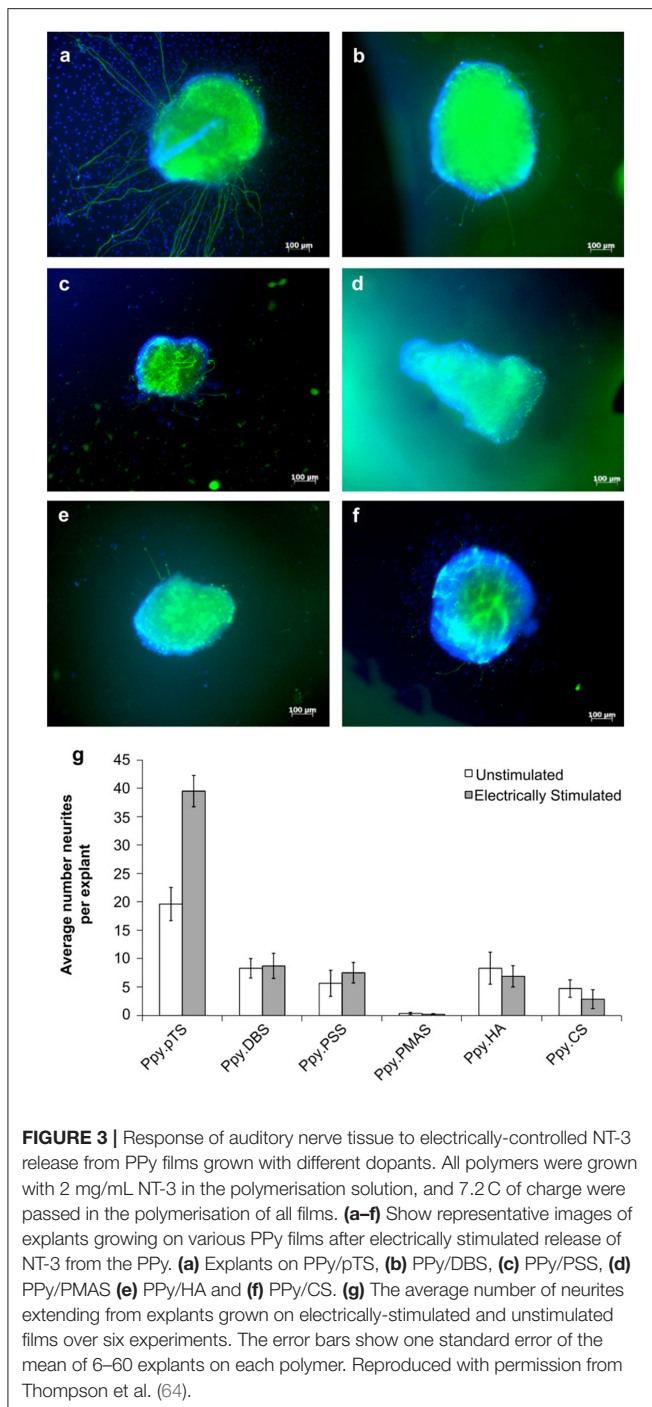 a
100 µm
b
100 µm
c
100 µm
d
100 µm
e
100 µm
f
100 µm
g
45
40
35
30
25
20
15
10
5
0
Average number neurites
per explant
Unstimulated
Electrically Stimulated
Ppy.pTS
Ppy.DBS
Ppy.PSS
Ppy.PMAS
Ppy.HA
Ppy.CS
FIGURE 3 | Response of auditory nerve tissue to electrically-controlled NT-3
release from PPy films grown with different dopants. All polymers were grown
with 2 mg/mL NT-3 in the polymerisation solution, and 7.2 C of charge were
passed in the polymerisation of all films. (a–f) Show representative images of
explants growing on various PPy films after electrically stimulated release of
NT-3 from the PPy. (a) Explants on PPy/pTS, (b) PPy/DBS, (c) PPy/PSS, (d)
PPy/PMAS (e) PPy/HA and (f) PPy/CS. (g) The average number of neurites
extending from explants grown on electrically-stimulated and unstimulated
films over six experiments. The error bars show one standard error of the
mean of 6–60 explants on each polymer. Reproduced with permission from
Thompson et al. (64).